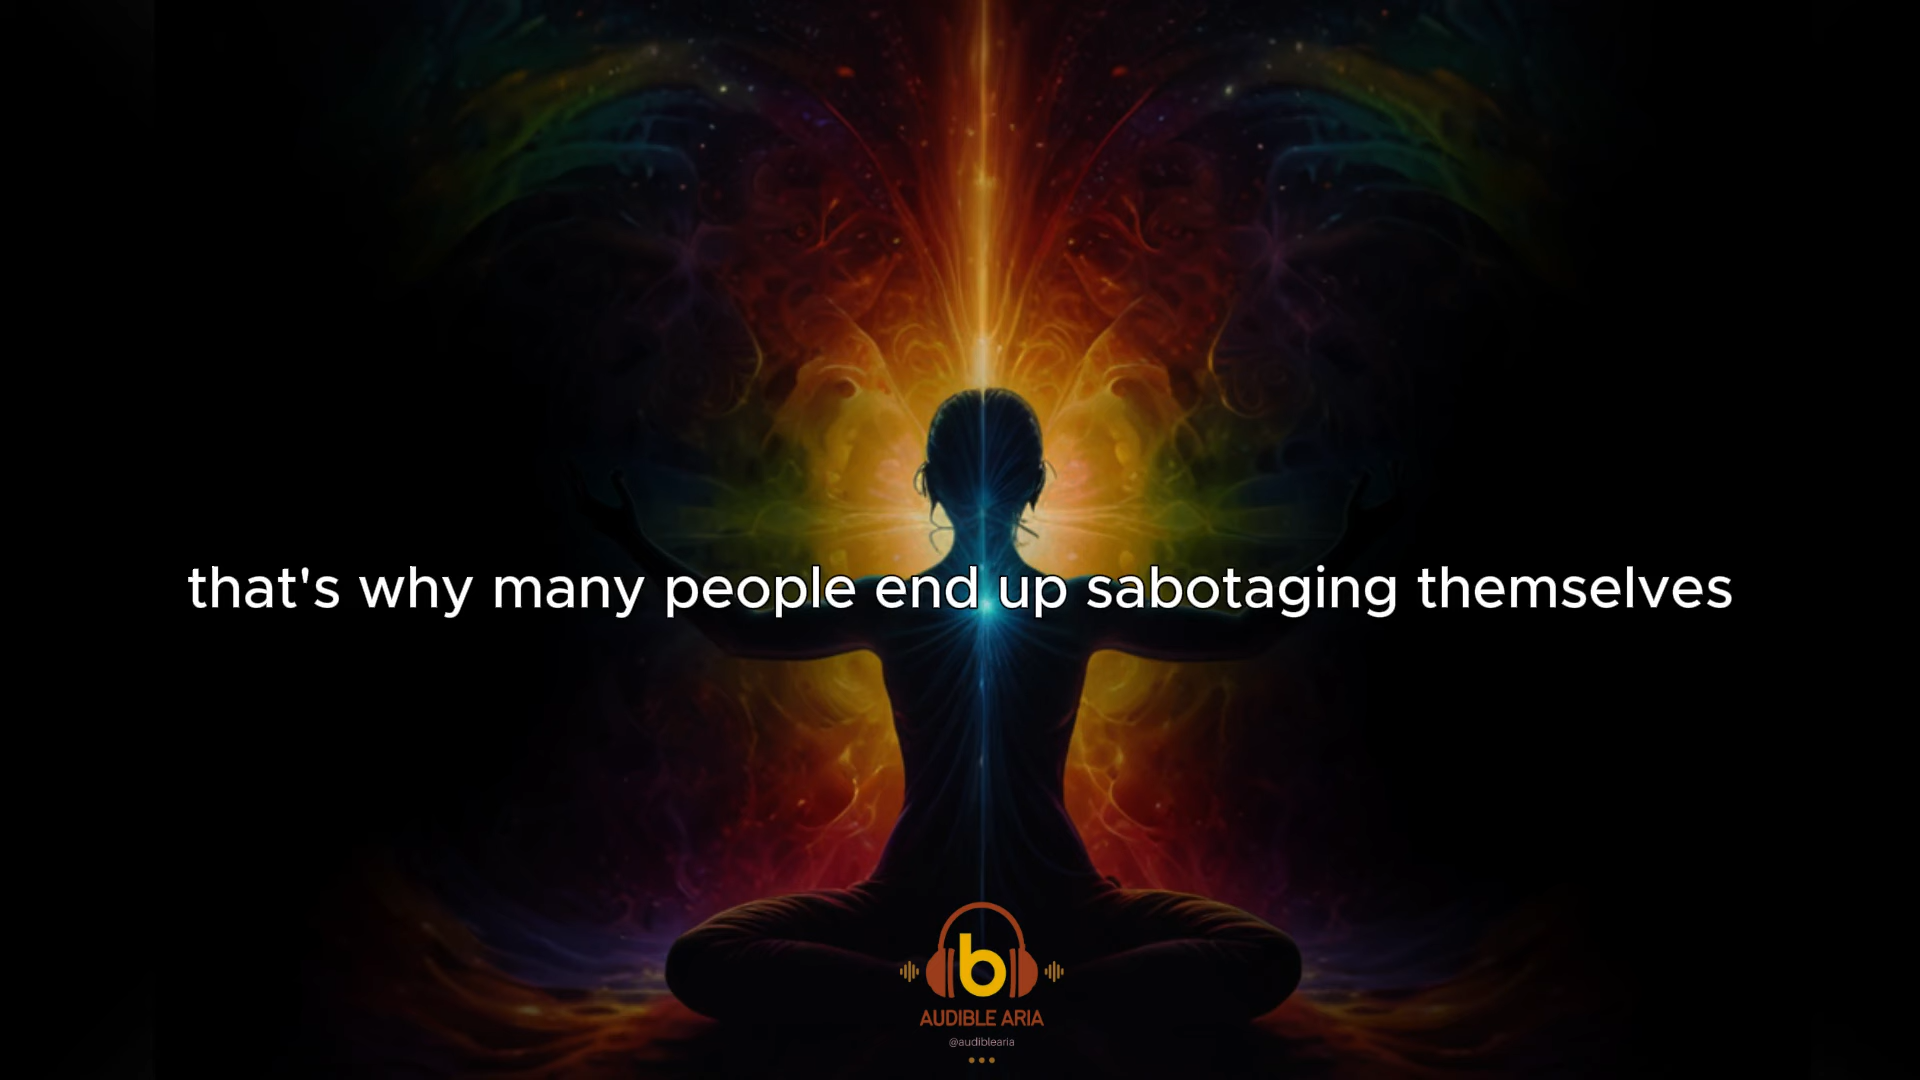 that's why many people end up sabotaging themselves
b
AUDIBLE ARIA
@audiblearia